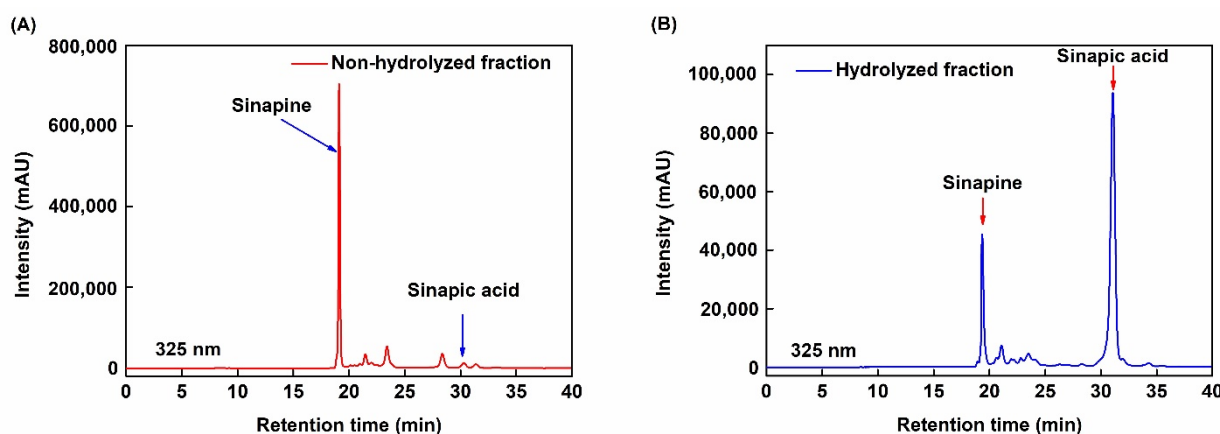 (A)
800,000
600,000
400,000
200,000
0
Intensity (mAU)
Non-hydrolyzed fraction
Sinapine
Sinapic acid
325 nm
0 5 10 15 20 25 30 35 40
Retention time (min)
(B)
100,000
80,000
60,000
40,000
20,000
0
Intensity (mAU)
Hydrolyzed fraction
Sinapic acid
Sinapine
325 nm
0 5 10 15 20 25 30 35 40
Retention time (min)